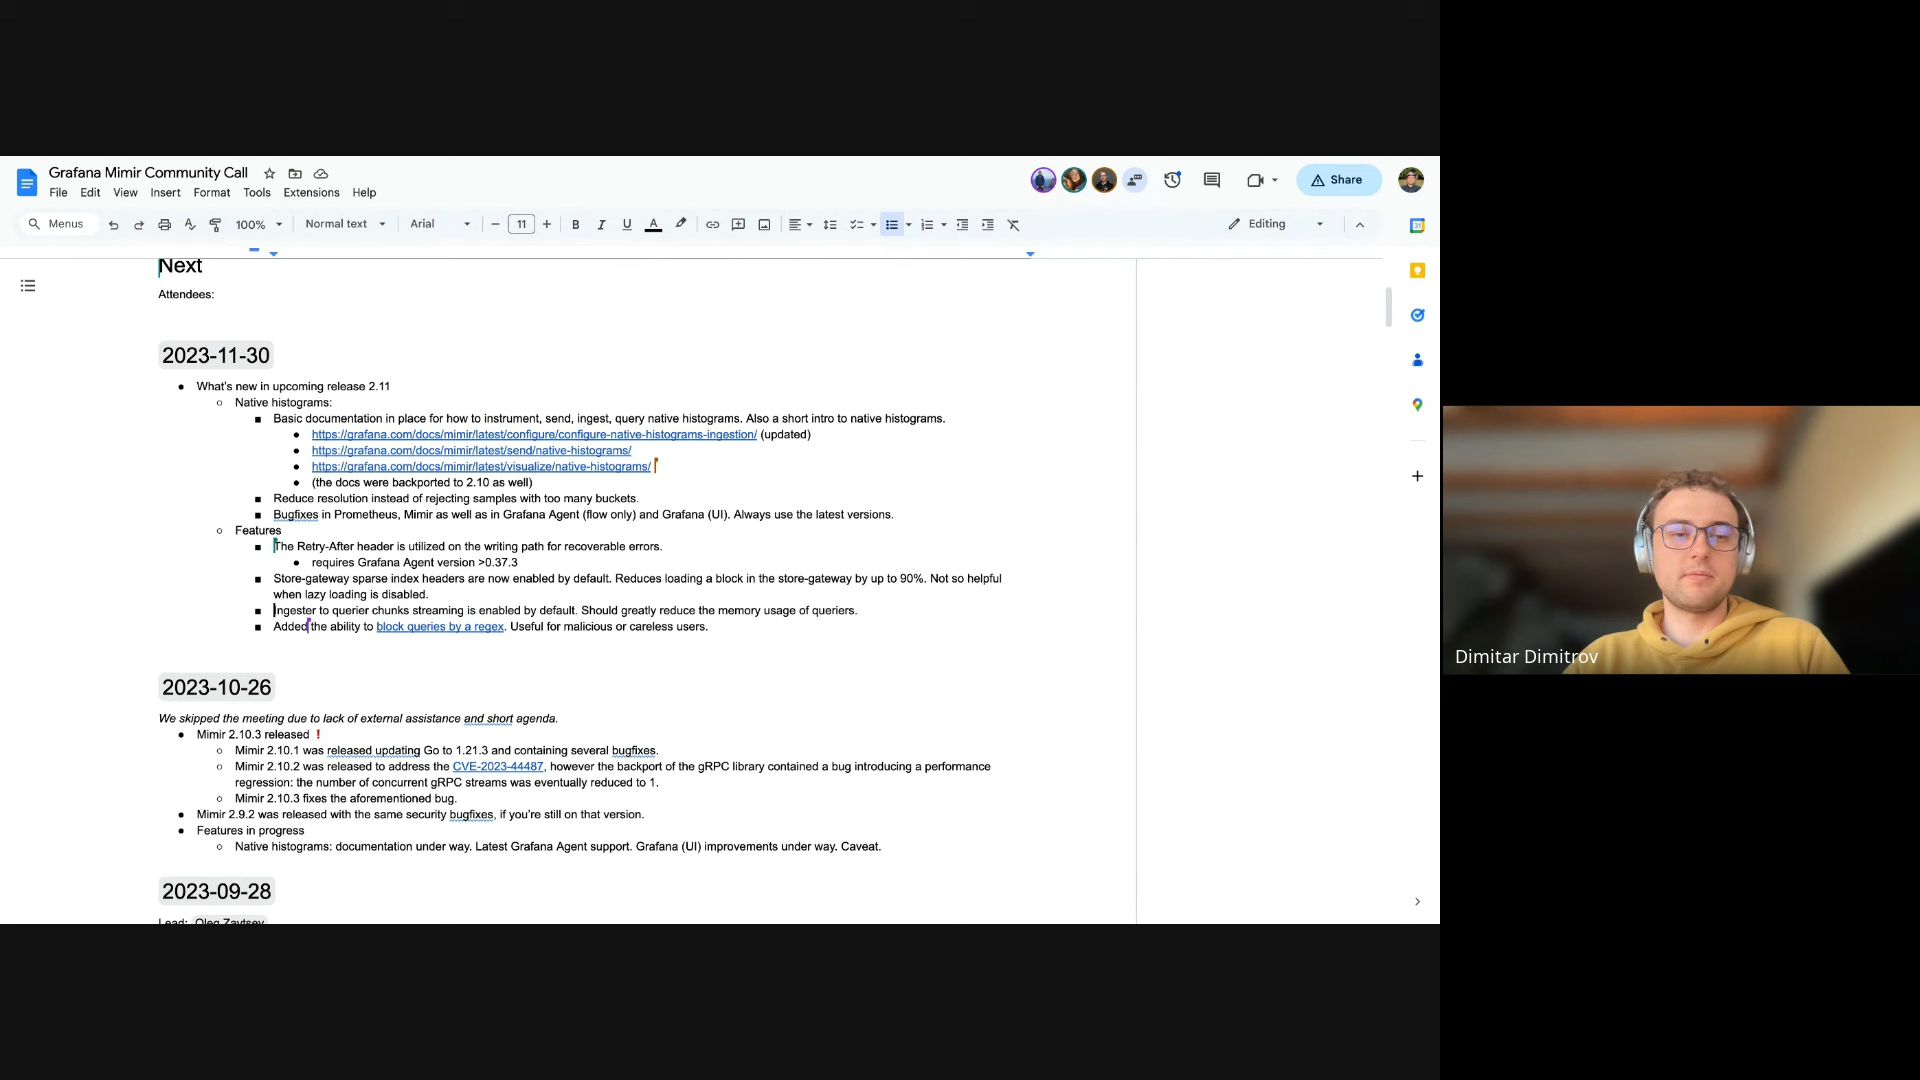 Grafana Mimir Community Call
File Edit View Insert Format Tools Extensions Help
Share
Menus 100% Normal text Arial 11 Editing
Next
Attendees:
2023-11-30
What's new in upcoming release 2.11
Native histograms:
Basic documentation in place for how to instrument, send, ingest, query native histograms. Also a short intro to native histograms.
https://grafana.com/docs/mimir/latest/configure/configure-native-histograms-ingestion/ (updated)
https://grafana.com/docs/mimir/latest/send/native-histograms/
https://grafana.com/docs/mimir/latest/visualize/native-histograms/
(the docs were backported to 2.10 as well)
Reduce resolution instead of rejecting samples with too many buckets.
Bugfixes in Prometheus, Mimir as well as in Grafana Agent (flow only) and Grafana (UI). Always use the latest versions.
Features
The Retry-After header is utilized on the writing path for recoverable errors.
requires Grafana Agent version >0.37.3
Store-gateway sparse index headers are now enabled by default. Reduces loading a block in the store-gateway by up to 90%. Not so helpful
when lazy loading is disabled.
Ingester to querier chunks streaming is enabled by default. Should greatly reduce the memory usage of queriers.
Added the ability to block queries by a regex. Useful for malicious or careless users.
2023-10-26
We skipped the meeting due to lack of external assistance and short agenda.
Mimir 2.10.3 released ❗
Mimir 2.10.1 was released updating Go to 1.21.3 and containing several bugfixes.
Mimir 2.10.2 was released to address the CVE-2023-44487, however the backport of the gRPC library contained a bug introducing a performance
regression: the number of concurrent gRPC streams was eventually reduced to 1.
Mimir 2.10.3 fixes the aforementioned bug.
Mimir 2.9.2 was released with the same security bugfixes, if you're still on that version.
Features in progress
Native histograms: documentation under way. Latest Grafana Agent support. Grafana (UI) improvements under way. Caveat.
2023-09-28
Lead: Oleg Zaytsev
Dimitar Dimitrov